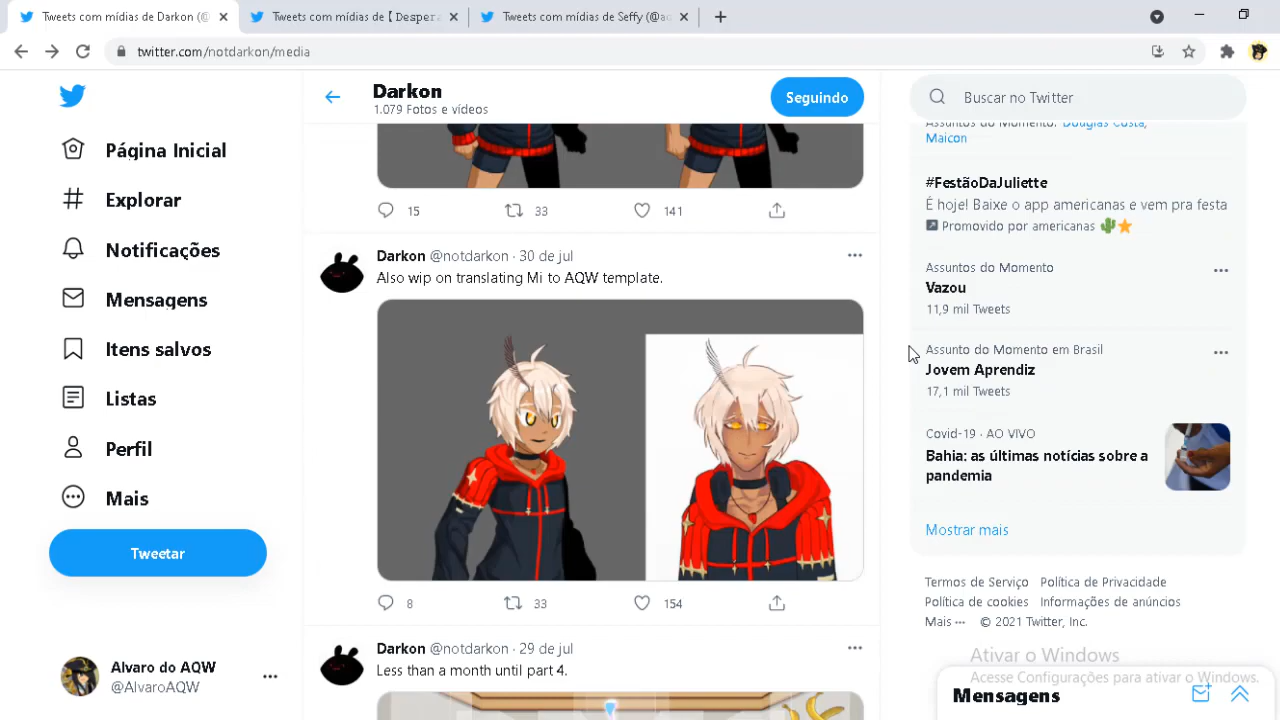 Tweets com mídias de Darkon (@
Tweets com mídias de【 Despera
Tweets com mídias de Seffy (@ac
twitter.com/notdarkon/media
Página Inicial
Explorar
Notificações
Mensagens
Itens salvos
Listas
Perfil
Mais
Tweetar
Alvaro do AQW
@AlvaroAQW
Darkon
1.079 Fotos e vídeos
Seguindo
15
33
141
Darkon @notdarkon · 30 de jul
Also wip on translating Mi to AQW template.
8
33
154
Darkon @notdarkon · 29 de jul
Less than a month until part 4.
Buscar no Twitter
Assuntos do Momento: Douglas Costa,
Maicon
#FestãoDaJuliette
É hoje! Baixe o app americanas e vem pra festa
Promovido por americanas 🌵⭐
Assuntos do Momento
Vazou
11,9 mil Tweets
Assunto do Momento em Brasil
Jovem Aprendiz
17,1 mil Tweets
Covid-19 · AO VIVO
Bahia: as últimas notícias sobre a
pandemia
Mostrar mais
Termos de Serviço Política de Privacidade
Política de cookies Informações de anúncios
Mais ··· © 2021 Twitter, Inc.
Ativar o Windows
Acesse Configurações para ativar o Windows.
Mensagens